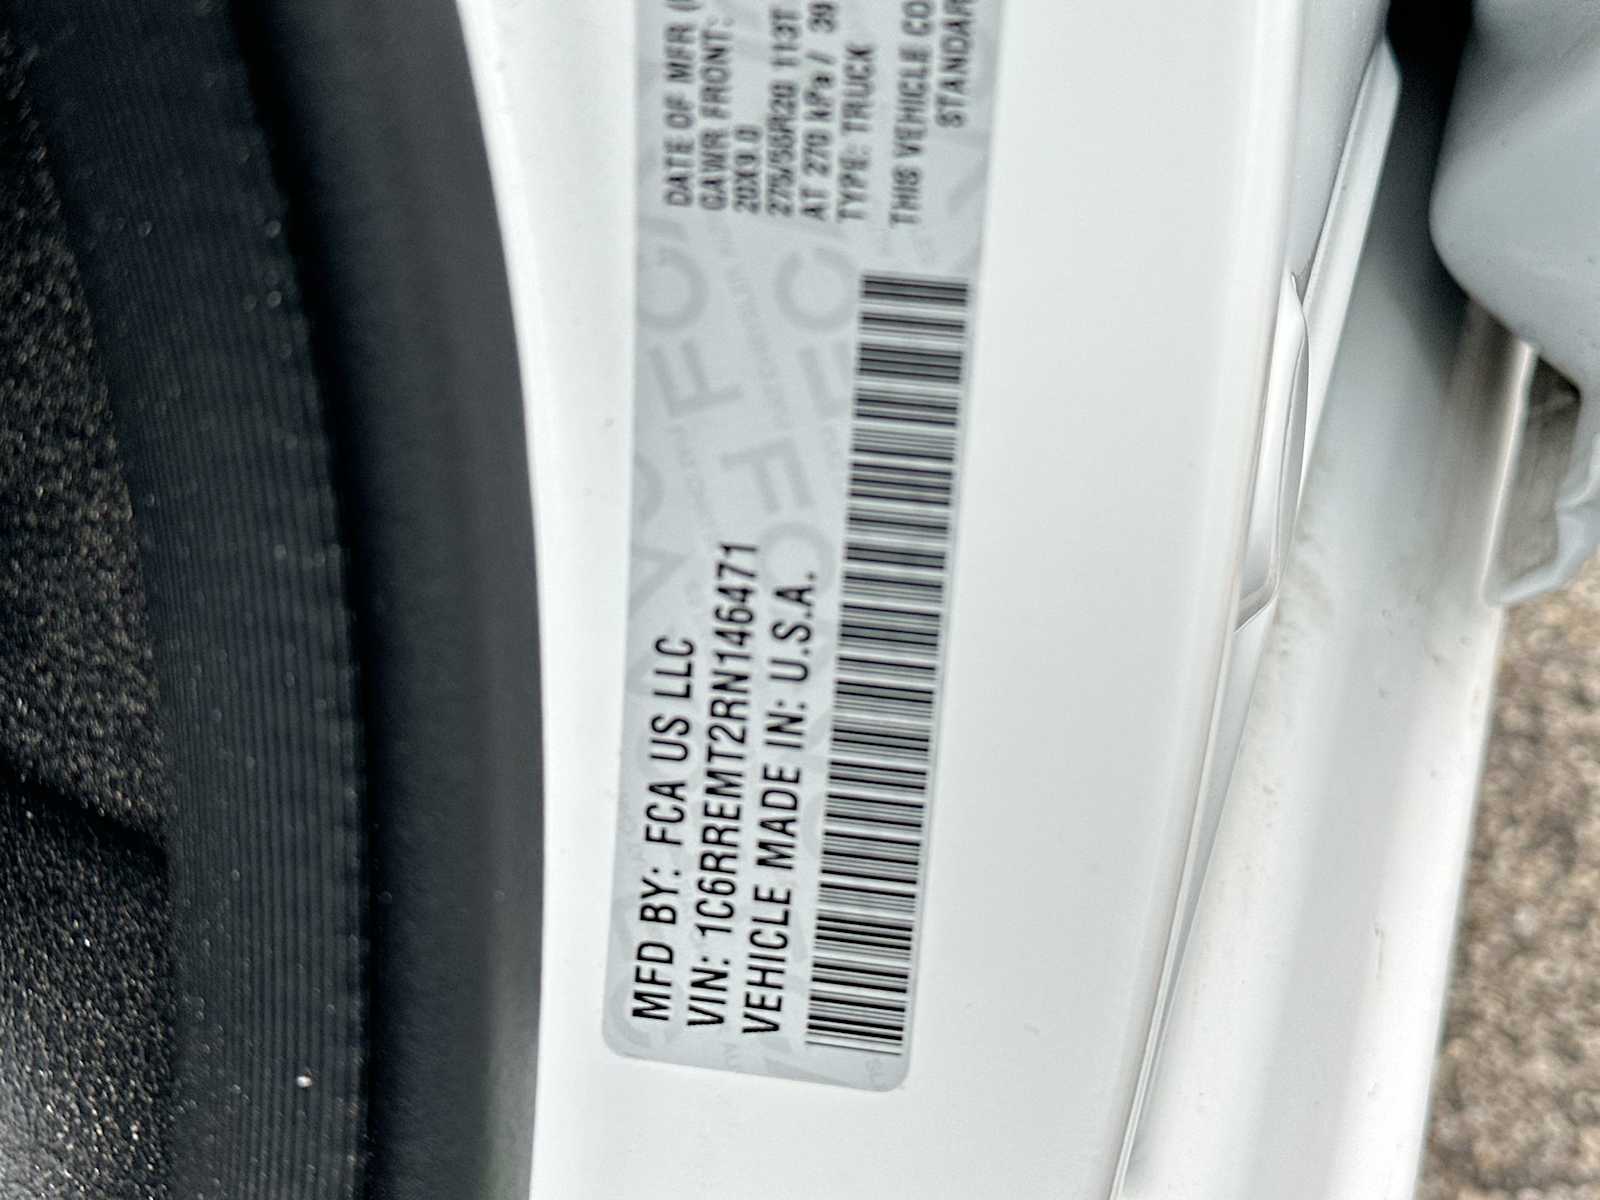 MFD BY: FCA US LLC
VIN: 1C6RREMT2RN146471
VEHICLE MADE IN: U.S.A.
DATE OF MFR
GAWR FRONT:
20X9.0
275/55R20 113T
AT 270 kPa / 39
TYPE: TRUCK
THIS VEHICLE CO
STANDAR
FCA